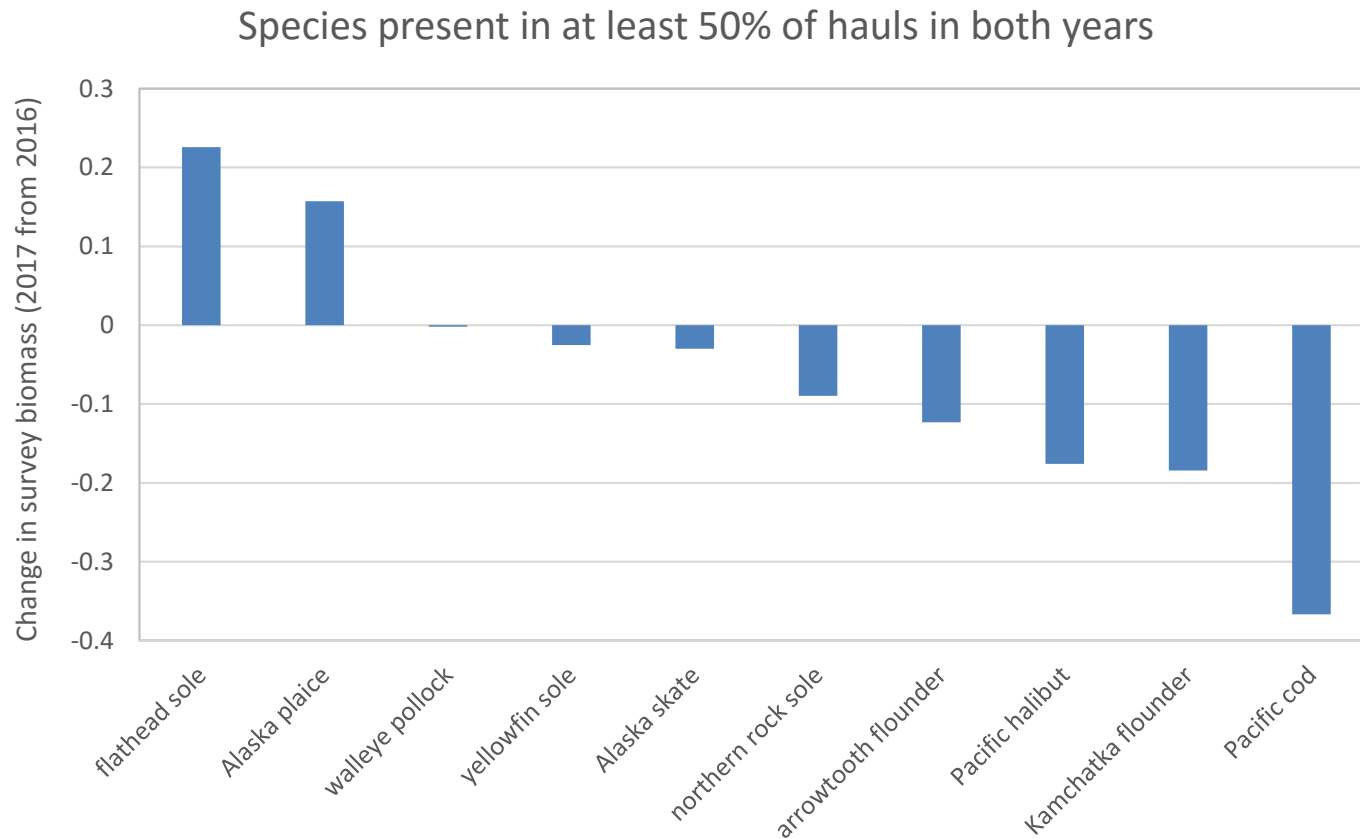 Species present in at least 50% of hauls in both years
Change in survey biomass (2017 from 2016)
0.3
0.2
0.1
0
-0.1
-0.2
-0.3
-0.4
flathead sole
Alaska plaice
walleye pollock
yellowfin sole
Alaska skate
northern rock sole
arrowtooth flounder
Pacific halibut
Kamchatka flounder
Pacific cod